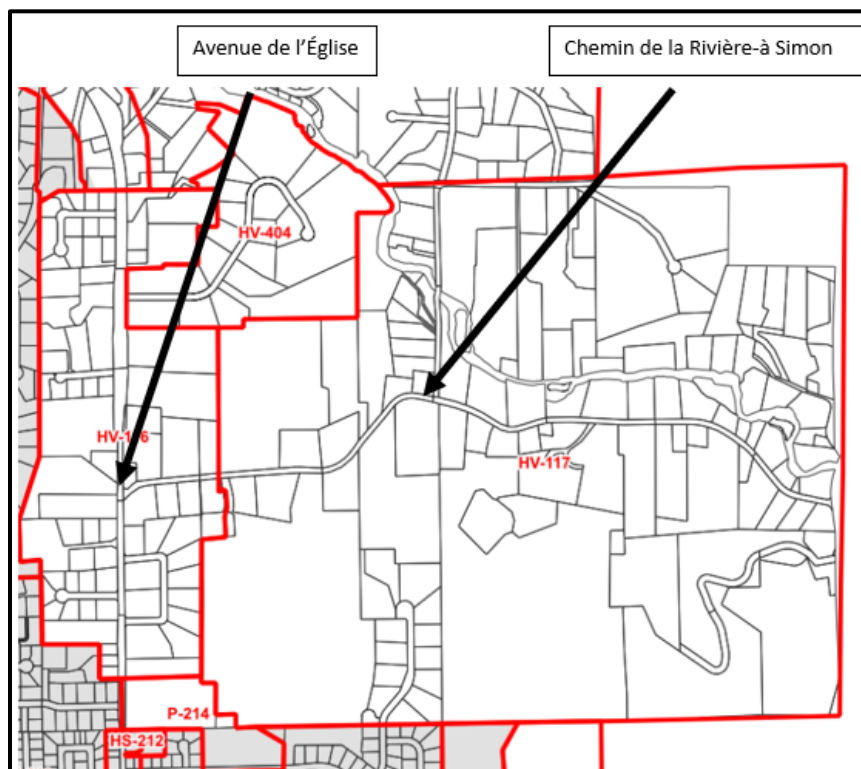 Avenue de l'Église
Chemin de la Rivière-à Simon
HV-404
HV-117
P-214
HS-212